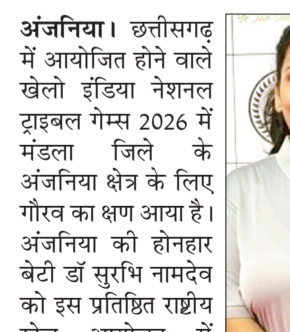 अंजनिया। छत्तीसगढ़
में आयोजित होने वाले
खेलो इंडिया नेशनल
ट्राइबल गेम्स 2026 में
मंडला जिले के
अंजनिया क्षेत्र के लिए
गौरव का क्षण आया है।
अंजनिया की होनहार
बेटी डॉ सुरभि नामदेव
को इस प्रतिष्ठित राष्ट्रीय